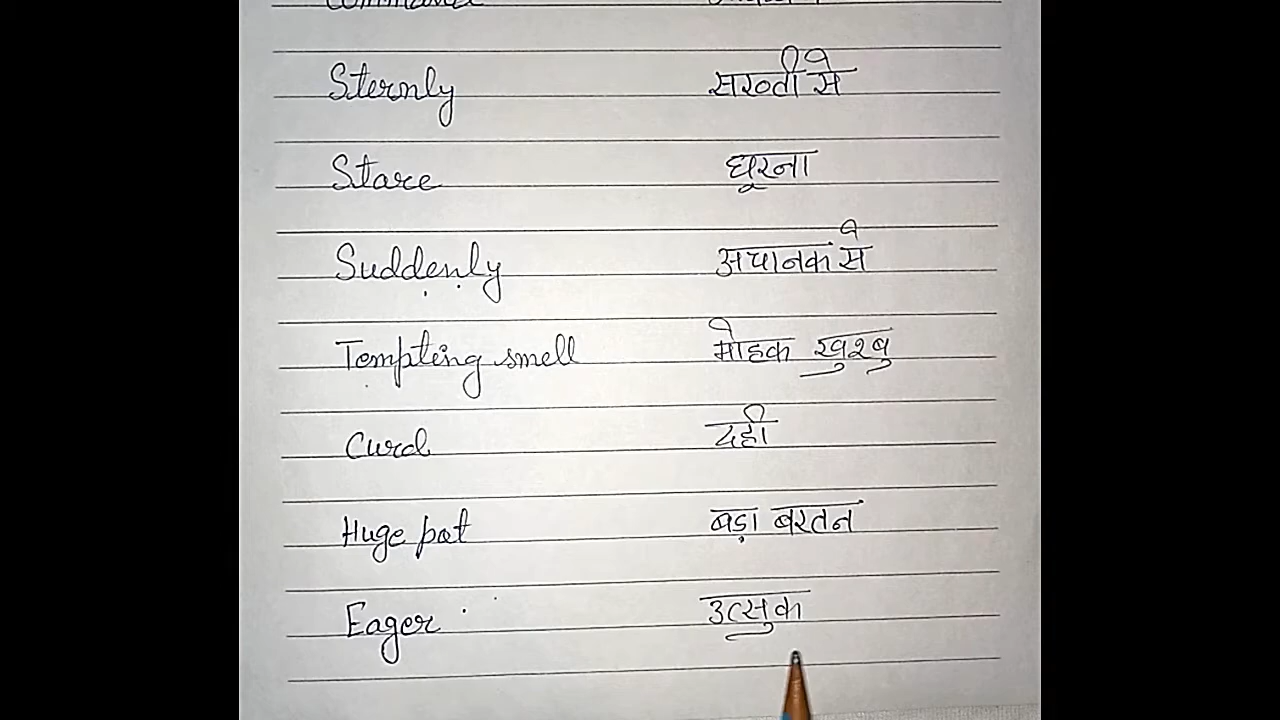 Sternly सख्ती से
Stare घूरना
Suddenly अचानक से
Tempting smell मोहक खुशबु
Curd दही
Huge pot बड़ा बरतन
Eager उत्सुक